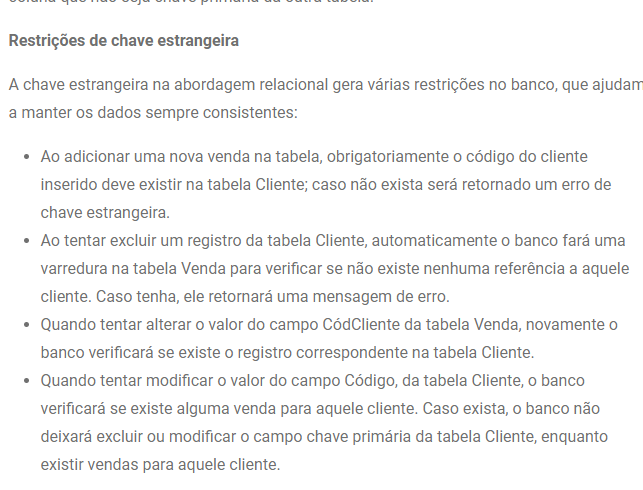 Restrições de chave estrangeira
A chave estrangeira na abordagem relacional gera várias restrições no banco, que ajudam
a manter os dados sempre consistentes:
• Ao adicionar uma nova venda na tabela, obrigatoriamente o código do cliente
inserido deve existir na tabela Cliente; caso não exista será retornado um erro de
chave estrangeira.
• Ao tentar excluir um registro da tabela Cliente, automaticamente o banco fará uma
varredura na tabela Venda para verificar se não existe nenhuma referência a aquele
cliente. Caso tenha, ele retornará uma mensagem de erro.
• Quando tentar alterar o valor do campo CódCliente da tabela Venda, novamente o
banco verificará se existe o registro correspondente na tabela Cliente.
• Quando tentar modificar o valor do campo Código, da tabela Cliente, o banco
verificará se existe alguma venda para aquele cliente. Caso exista, o banco não
deixará excluir ou modificar o campo chave primária da tabela Cliente, enquanto
existir vendas para aquele cliente.